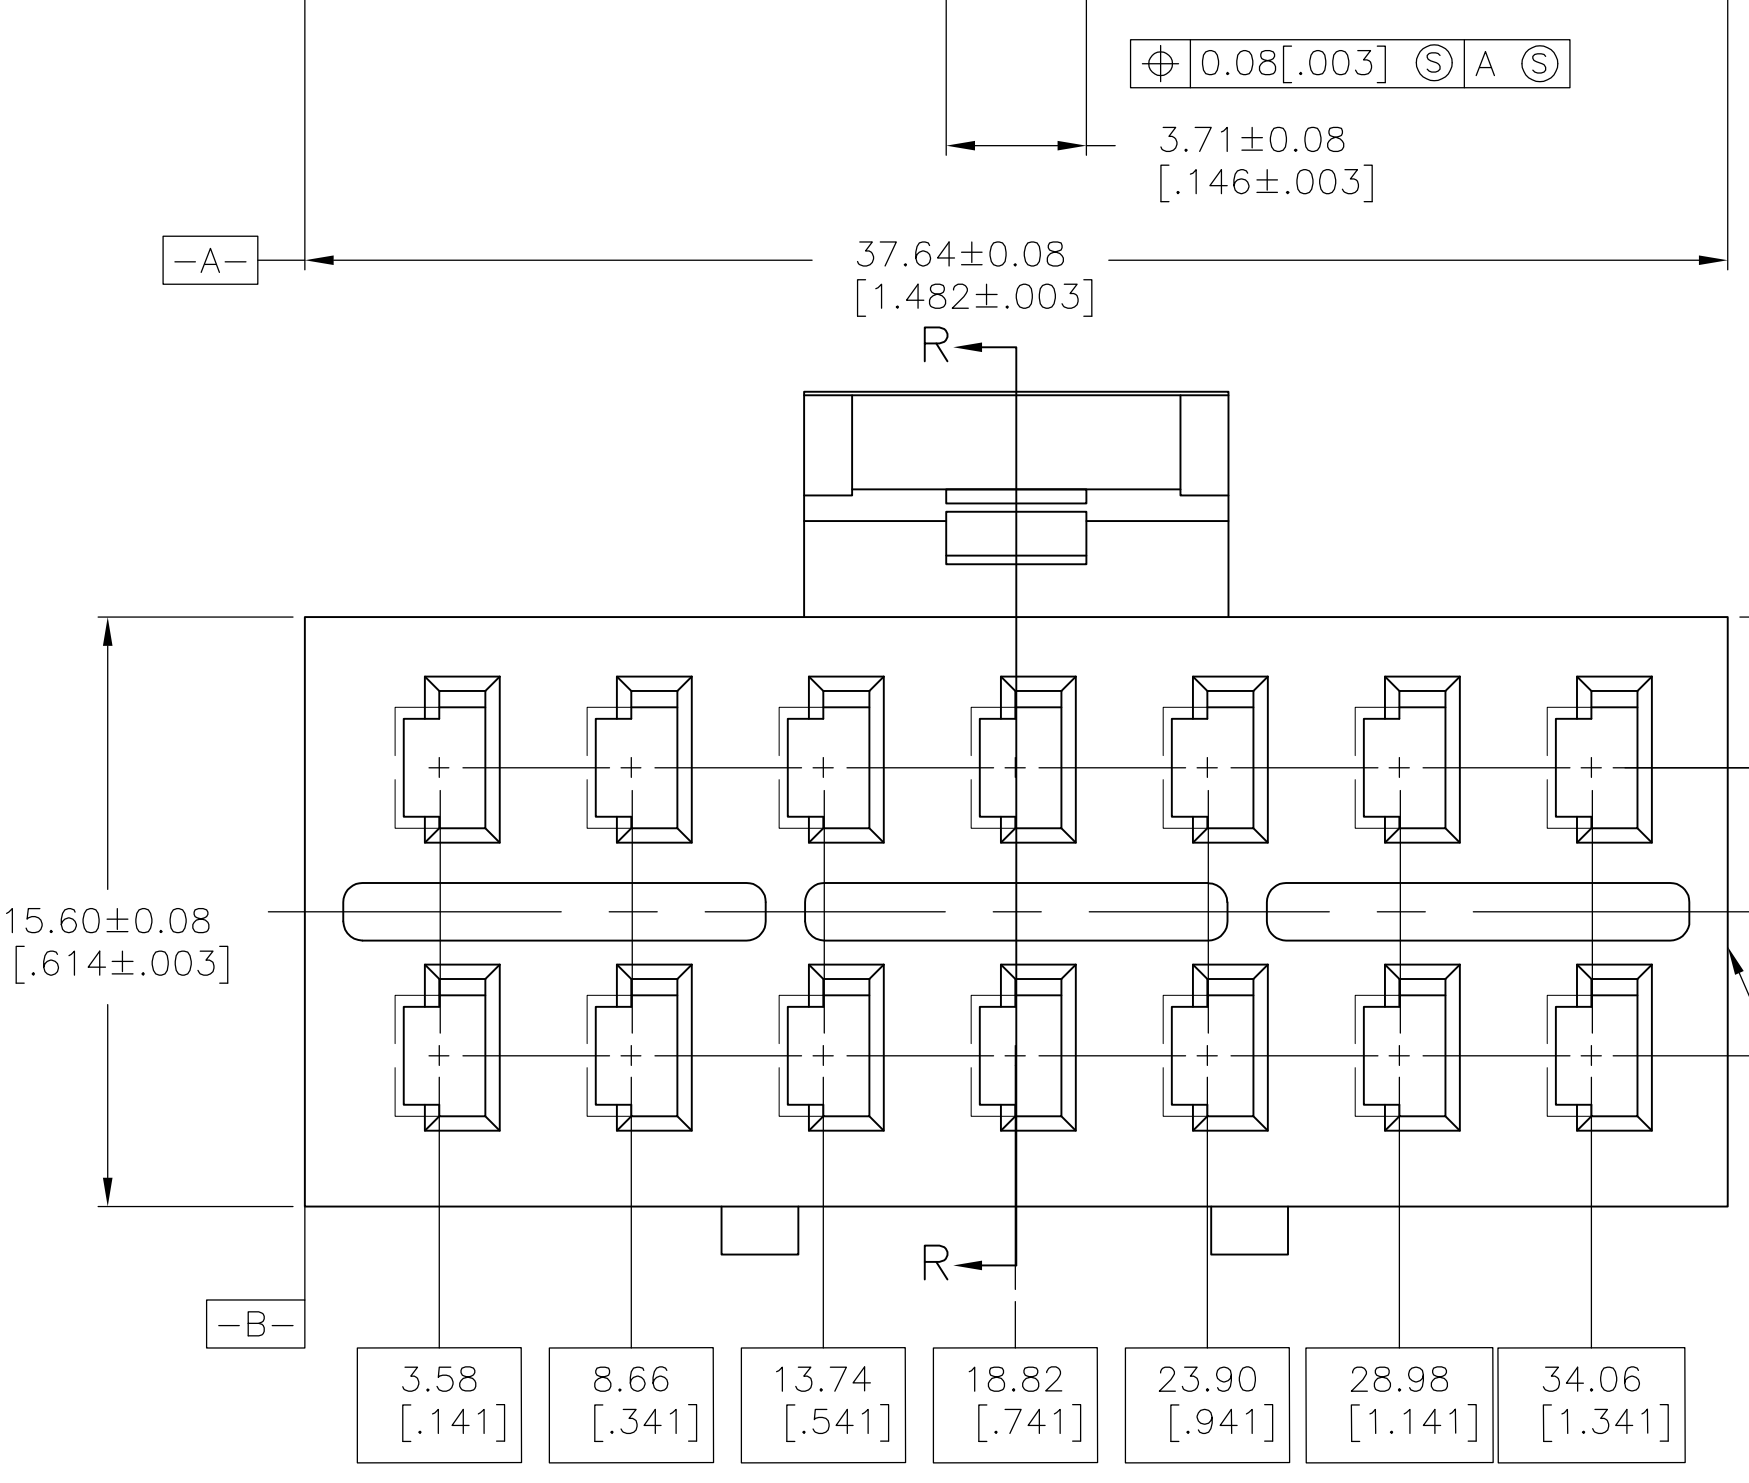 ⌖ 0.08[.003] Ⓢ A Ⓢ
3.71±0.08
[.146±.003]
-A-
37.64±0.08
[1.482±.003]
R
15.60±0.08
[.614±.003]
R
-B-
3.58 8.66 13.74 18.82 23.90 28.98 34.06
[.141] [.341] [.541] [.741] [.941] [1.141] [1.341]